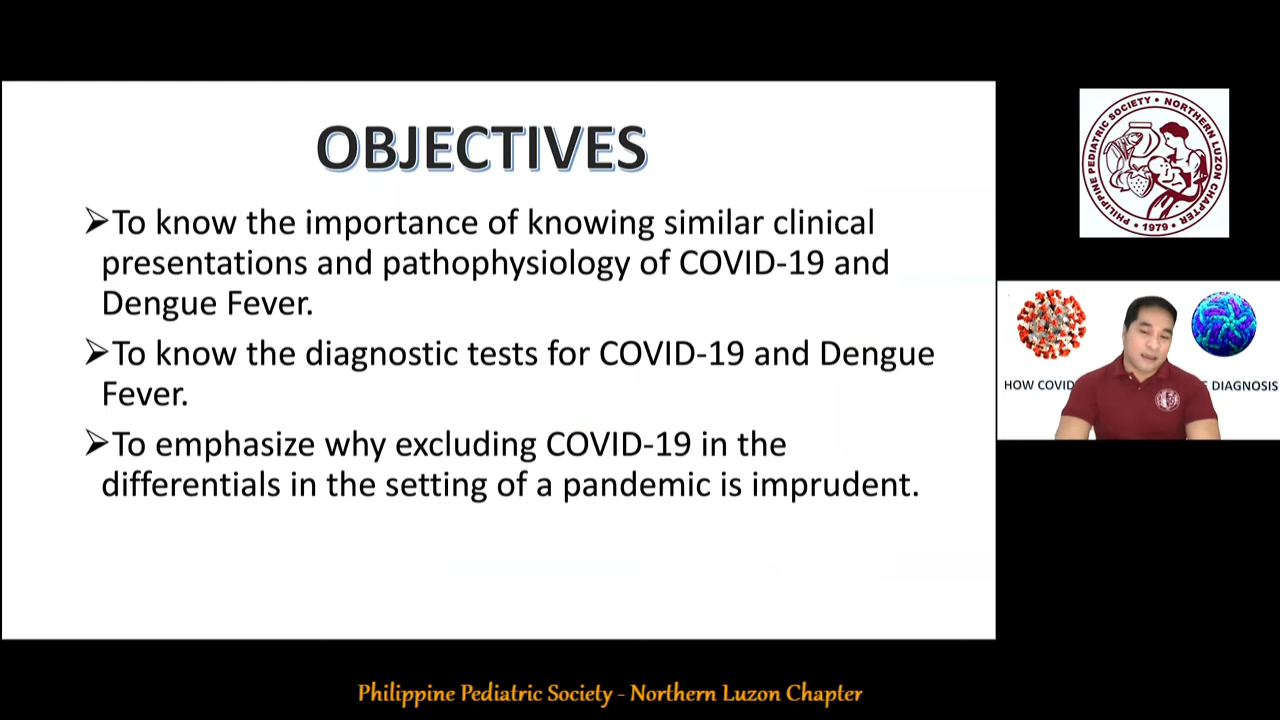 OBJECTIVES
➢To know the importance of knowing similar clinical
presentations and pathophysiology of COVID-19 and
Dengue Fever.
➢To know the diagnostic tests for COVID-19 and Dengue
Fever.
➢To emphasize why excluding COVID-19 in the
differentials in the setting of a pandemic is imprudent.
PHILIPPINE PEDIATRIC SOCIETY • NORTHERN LUZON CHAPTER
• 1979 •
HOW COVID
DIAGNOSIS
Philippine Pediatric Society - Northern Luzon Chapter